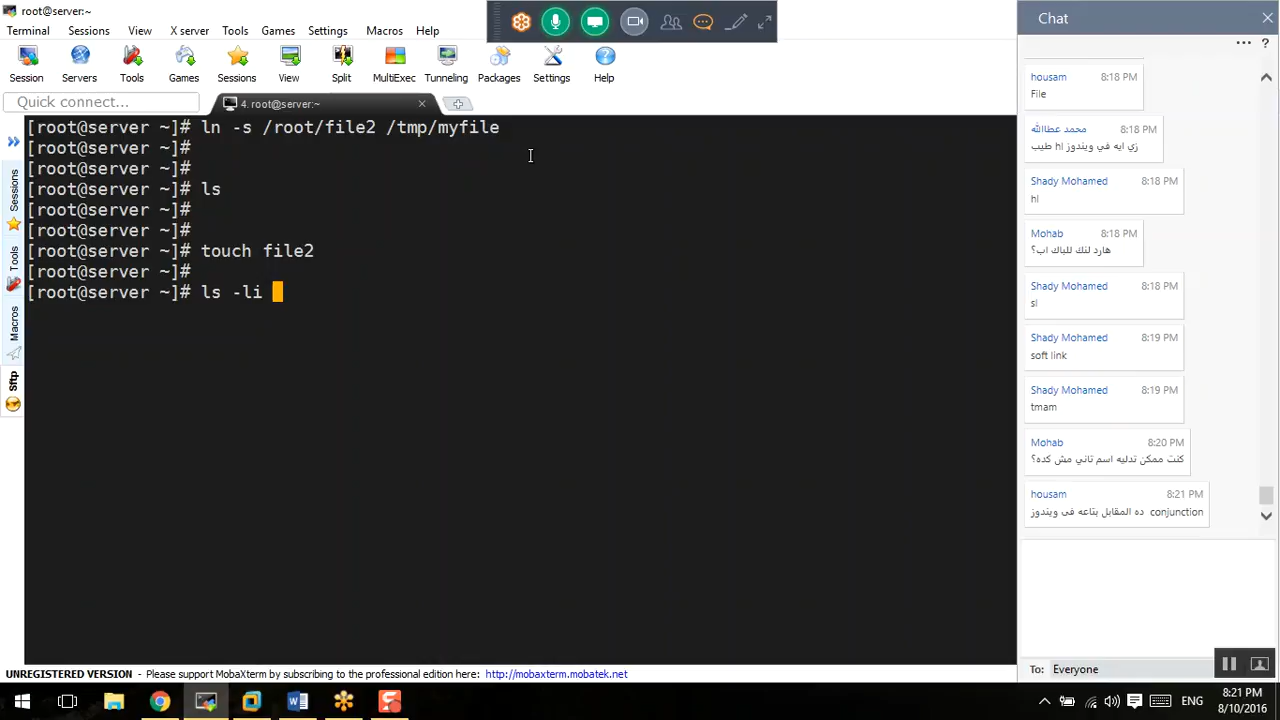 root@server:~
Terminal Sessions View X server Tools Games Settings Macros Help
Session Servers Tools Games Sessions View Split MultiExec Tunneling Packages Settings Help
Quick connect...
4. root@server:~
[root@server ~]# ln -s /root/file2 /tmp/myfile
[root@server ~]#
[root@server ~]#
[root@server ~]# ls
[root@server ~]#
[root@server ~]#
[root@server ~]# touch file2
[root@server ~]#
[root@server ~]# ls -li
Sessions
Tools
Macros
Sftp
Chat
housam 8:18 PM
File
محمد عطاالله 8:18 PM
زي ايه في ويندوز hl طيب
Shady Mohamed 8:18 PM
hl
Mohab 8:18 PM
هارد لنك للباك اب؟
Shady Mohamed 8:18 PM
sl
Shady Mohamed 8:19 PM
soft link
Shady Mohamed 8:19 PM
tmam
Mohab 8:20 PM
كنت ممكن تدليه اسم تاني مش كده؟
housam 8:21 PM
ده المقابل بتاعه فى ويندوز conjunction
To: Everyone
UNREGISTERED VERSION - Please support MobaXterm by subscribing to the professional edition here: http://mobaxterm.mobatek.net
ENG
8:21 PM
8/10/2016